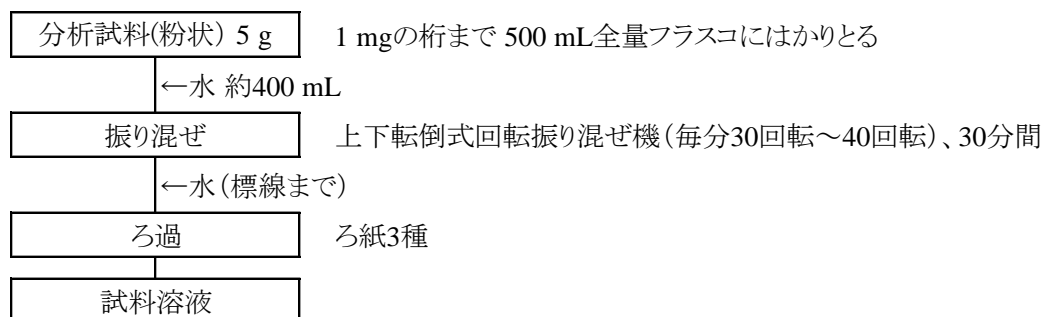 分析試料(粉状) 5 g 1 mgの桁まで 500 mL全量フラスコにはかりとる
←水 約400 mL
振り混ぜ 上下転倒式回転振り混ぜ機(毎分30回転～40回転)、30分間
←水(標線まで)
ろ過 ろ紙3種
試料溶液